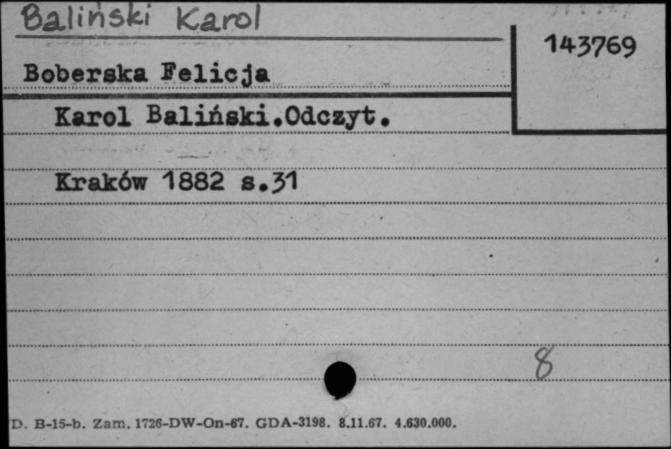 Baliński Karol
143769
Boberska Felicja
Karol Baliński.Odczyt.
Kraków 1882 s.31
8
D. B-15-b. Zam. 1726-DW-On-67. GDA-3198. 8.11.67. 4.630.000.